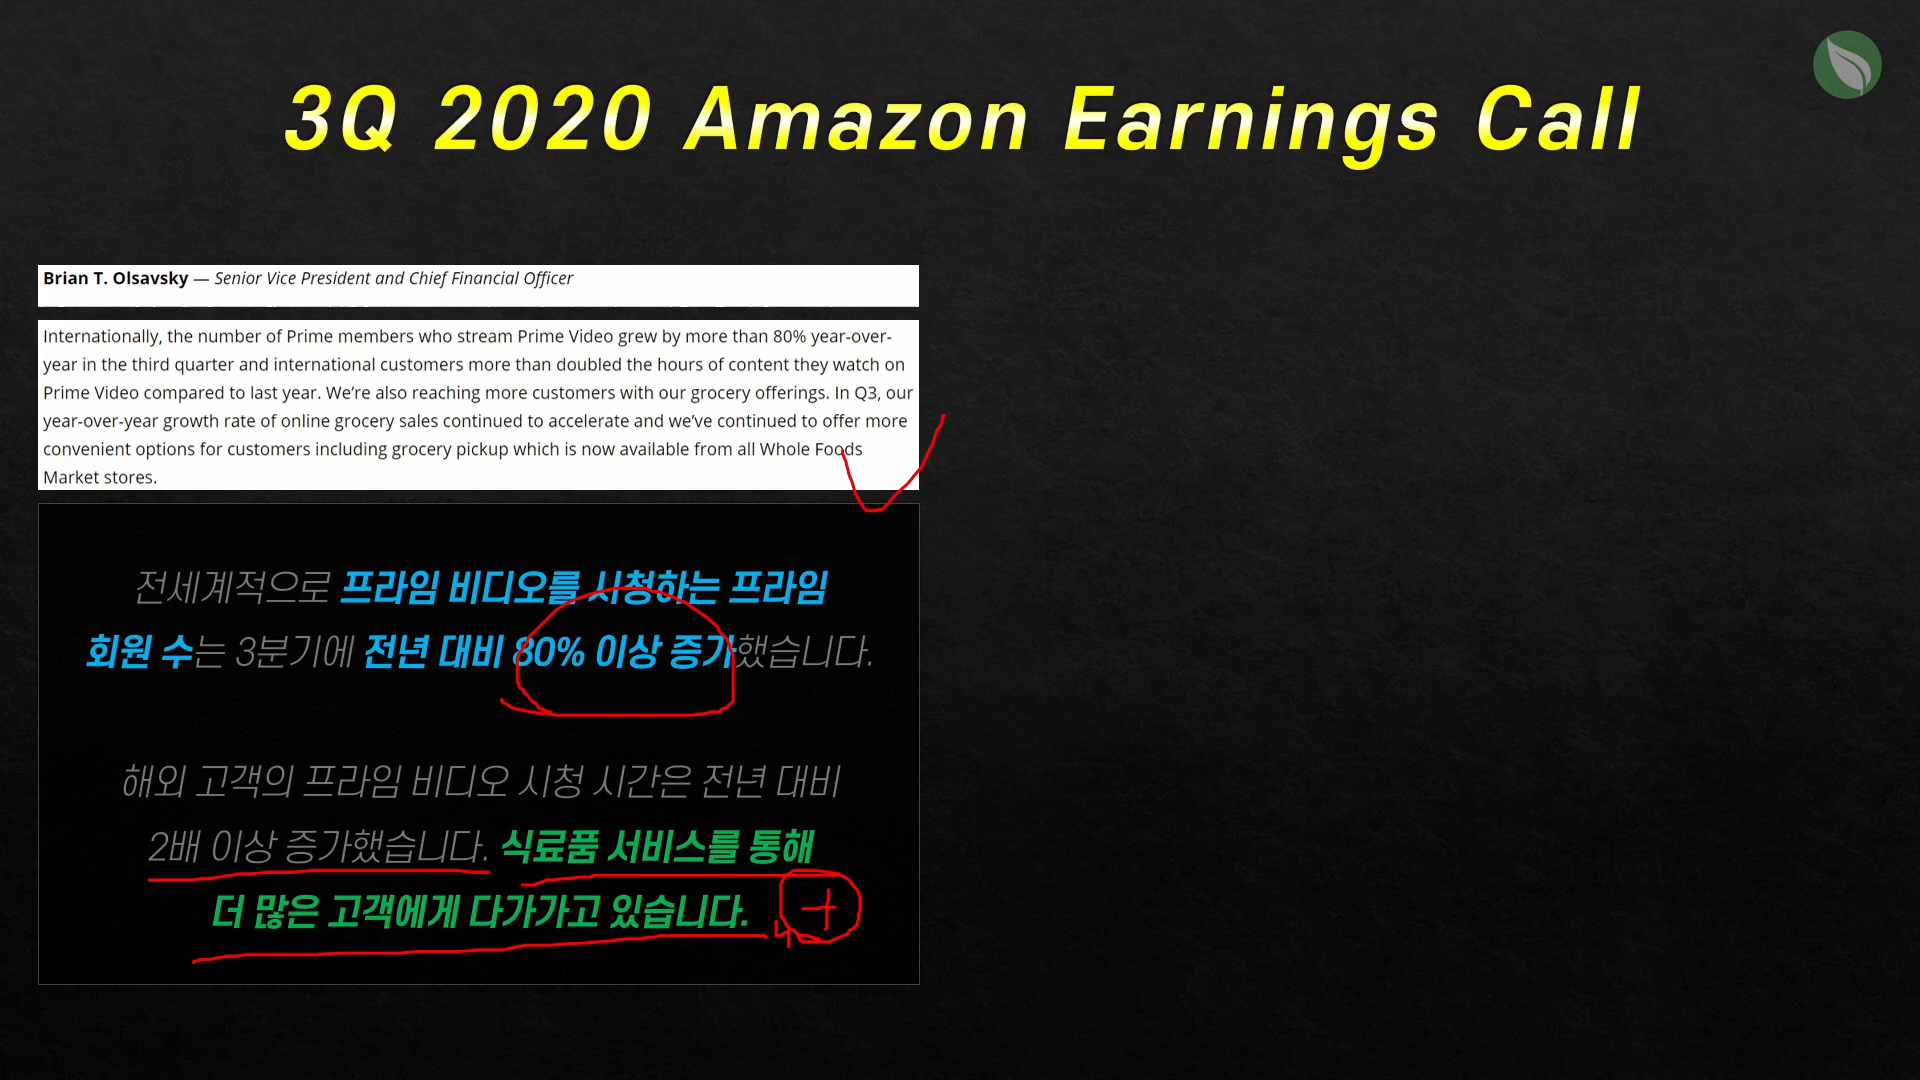 3Q 2020 Amazon Earnings Call
Brian T. Olsavsky — Senior Vice President and Chief Financial Officer
Internationally, the number of Prime members who stream Prime Video grew by more than 80% year-over-
year in the third quarter and international customers more than doubled the hours of content they watch on
Prime Video compared to last year. We’re also reaching more customers with our grocery offerings. In Q3, our
year-over-year growth rate of online grocery sales continued to accelerate and we’ve continued to offer more
convenient options for customers including grocery pickup which is now available from all Whole Foods
Market stores.
전세계적으로 프라임 비디오를 시청하는 프라임
회원 수는 3분기에 전년 대비 80% 이상 증가했습니다.
해외 고객의 프라임 비디오 시청 시간은 전년 대비
2배 이상 증가했습니다. 식료품 서비스를 통해
더 많은 고객에게 다가가고 있습니다.
+